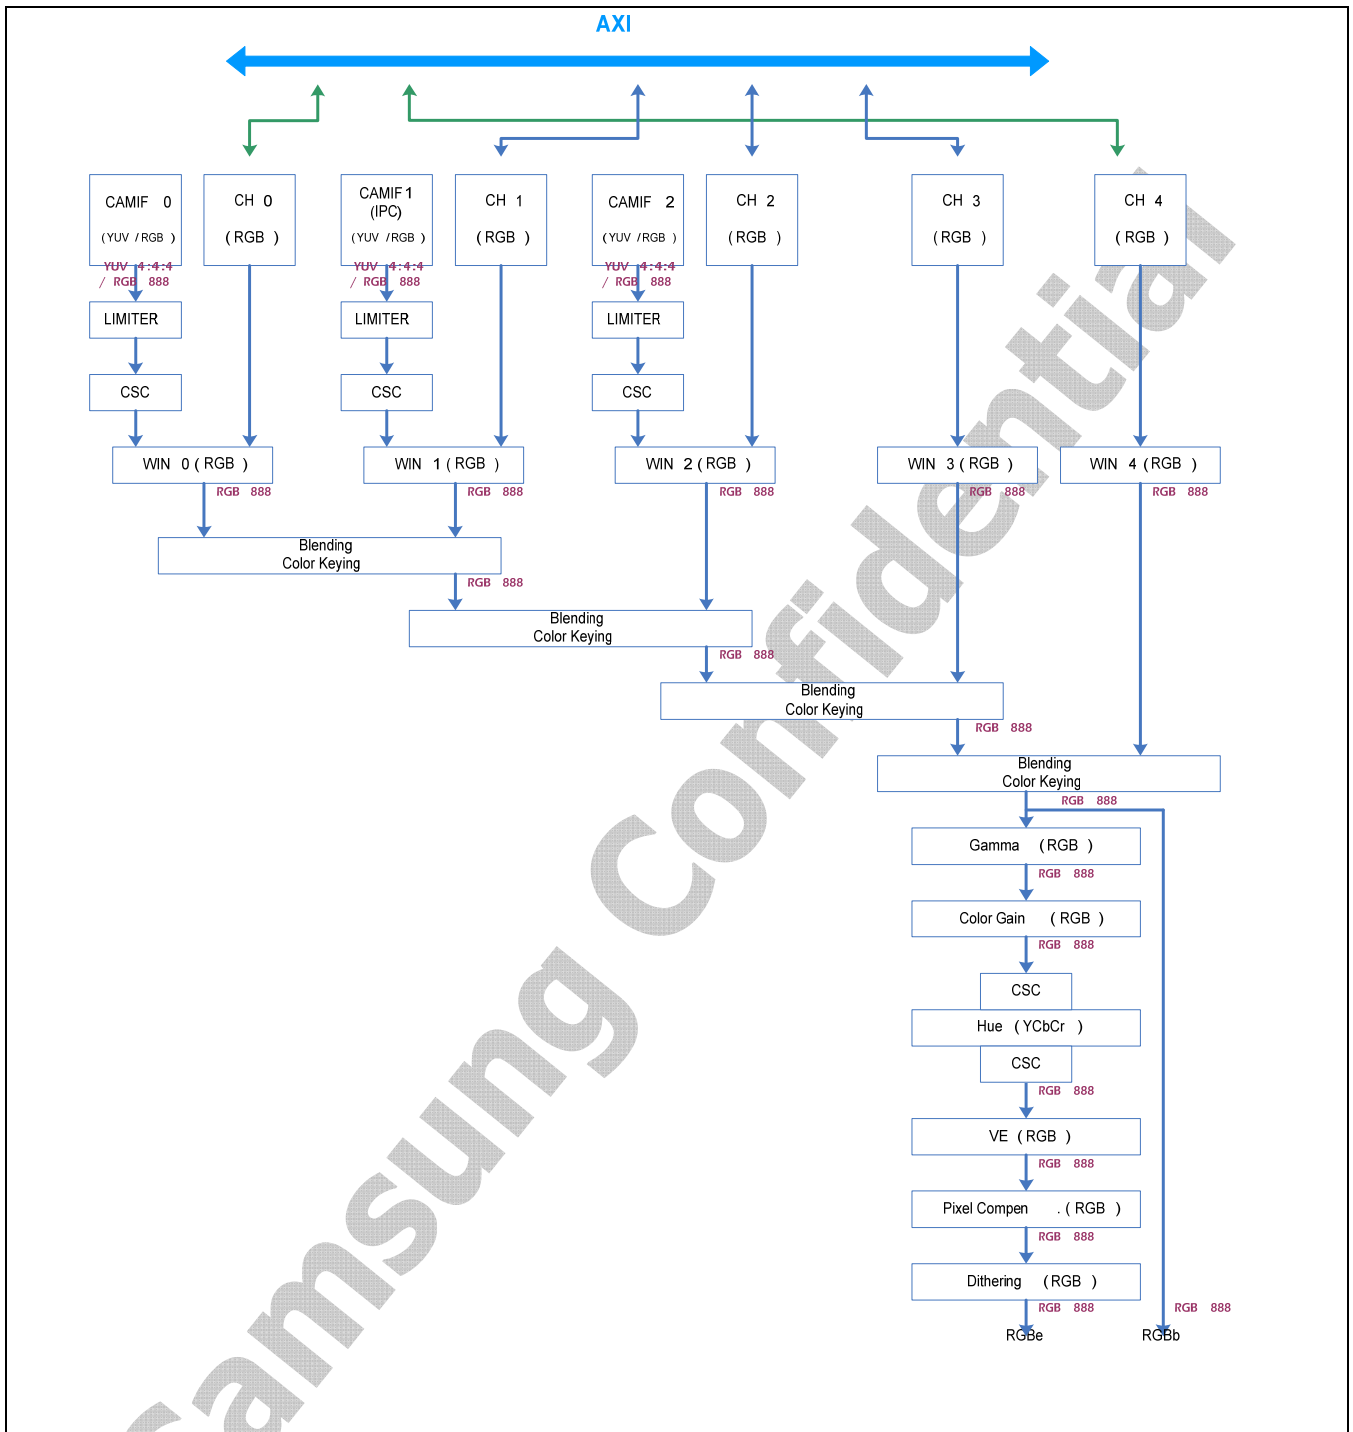 AXI
CAMIF 0
(YUV /RGB )
CH 0
(RGB )
CAMIF 1
(IPC)
(YUV /RGB )
CH 1
(RGB )
CAMIF 2
(YUV /RGB )
CH 2
(RGB )
CH 3
(RGB )
CH 4
(RGB )
YUV 4:4:4
/ RGB 888
YUV 4:4:4
/ RGB 888
YUV 4:4:4
/ RGB 888
LIMITER
LIMITER
LIMITER
CSC
CSC
CSC
WIN 0 (RGB )
WIN 1 (RGB )
WIN 2 (RGB )
WIN 3 (RGB )
WIN 4 (RGB )
RGB 888
RGB 888
RGB 888
RGB 888
RGB 888
Blending
Color Keying
RGB 888
Blending
Color Keying
RGB 888
Blending
Color Keying
RGB 888
Blending
Color Keying
RGB 888
Gamma (RGB )
RGB 888
Color Gain (RGB )
RGB 888
CSC
Hue (YCbCr )
CSC
RGB 888
VE (RGB )
RGB 888
Pixel Compen . (RGB )
RGB 888
Dithering (RGB )
RGB 888
RGB 888
RGBe
RGBb
Samsung Confidential